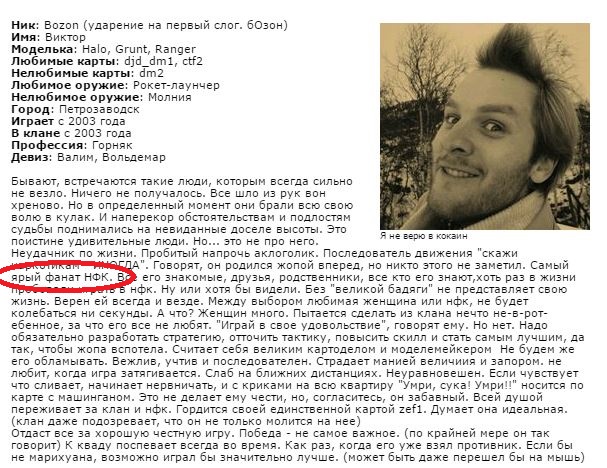 Ник: Bozon (ударение на первый слог. бОзон)
Имя: Виктор
Моделька: Halo, Grunt, Ranger
Любимые карты: djd_dm1, ctf2
Нелюбимые карты: dm2
Любимое оружие: Рокет-лаунчер
Нелюбимое оружие: Молния
Город: Петрозаводск
Играет с 2003 года
В клане с 2003 года
Профессия: Горняк
Девиз: Валим, Вольдемар
Бывают, встречаются такие люди, которым всегда сильно
не везло. Ничего не получалось. Все шло из рук вон
хреново. Но в определенный момент они брали всю свою
волю в кулак. И наперекор обстоятельствам и подлостям
судьбы поднимались на невиданные доселе высоты. Это
поистине удивительные люди. Но... это не про него.
Я не верю в кокаин
Неудачник по жизни. Пробитый напрочь акпоголик. Последователь движения "скажи
наркотикам - ИНОГДА". Говорят, он родился жопой вперед, но никто этого не заметил. Самый
ярый фанат НФК. Все его знакомые, друзья, родственники, все кто его знают,хоть раз в жизни
пробовали играть в нфк. Ну или хотя бы видели. Без "великой бадяги" не представляет свою
жизнь. Верен ей всегда и везде. Между выбором любимая женщина или нфк, не будет
колебаться ни секунды. А что? Женщин много. Пытается сделать из клана нечто не-в-рот-
ебенное, за что его все не любят. "Играй в свое удовольствие", говорят ему. Но нет. Надо
обязательно разработать стратегию, отточить тактику, повысить скилл и стать самым лучшим, да
так, чтобы жопа вспотела. Считает себя великим картоделом и моделемейкером Не будем же
его обламывать. Вежлив, учтив и последователен. Страдает манией величиия и запором. не
любит, когда игра затягивается. Слаб на ближних дистанциях. Неуравновешен. Если чувствует
что сливает, начинает нервничать, и с криками на всю квартиру "Умри, сука! Умри!!" носится по
карте с машинганом. Это не делает ему чести, но, согласитесь, он забавный. Всей душой
переживает за клан и нфк. Гордится своей единственной картой zef1. Думает она идеальная.
(клан даже подозревает, что он не только молится на нее)
Отдаст все за хорошую честную игру. Победа - не самое важное. (по крайней мере он так
говорит) К кваду поспевает всегда во время. Как раз, когда его уже взял противник. Если бы
не марихуана, возможно играл бы значительно лучше. (может быть даже перешел бы на мышь)